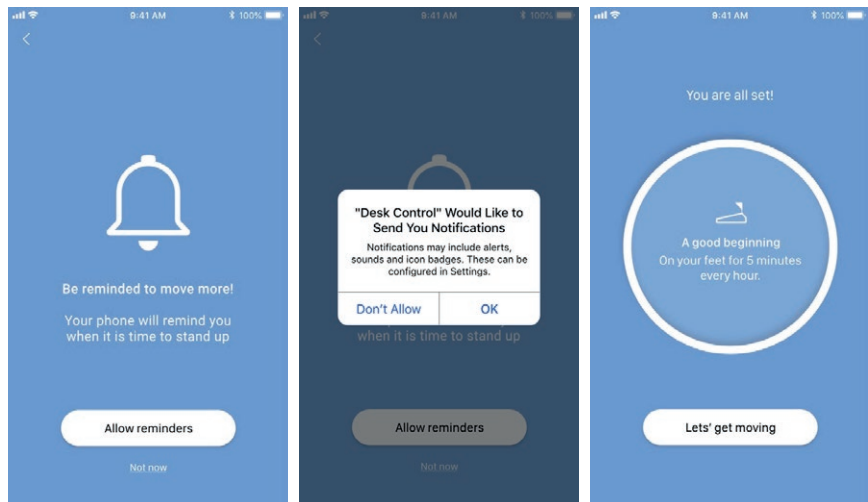 9:41 AM
100%
Be reminded to move more!
Your phone will remind you
when it is time to stand up
Allow reminders
Not now
9:41 AM
100%
"Desk Control" Would Like to
Send You Notifications
Notifications may include alerts,
sounds and icon badges. These can be
configured in Settings.
Don't Allow
OK
when it is time to stand up
Allow reminders
Not now
9:41 AM
100%
You are all set!
A good beginning
On your feet for 5 minutes
every hour.
Lets' get moving